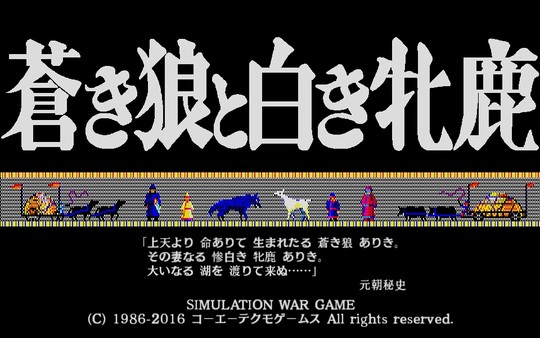 蒼き狼と白き牝鹿
「上天より 命ありて 生まれたる 蒼き狼 ありき。
その妻なる 惨白き 牝鹿 ありき。
大いなる 湖を 渡りて来ぬ……」
元朝秘史
SIMULATION WAR GAME
(C) 1986-2016 コーエーテクモゲームス All rights reserved.